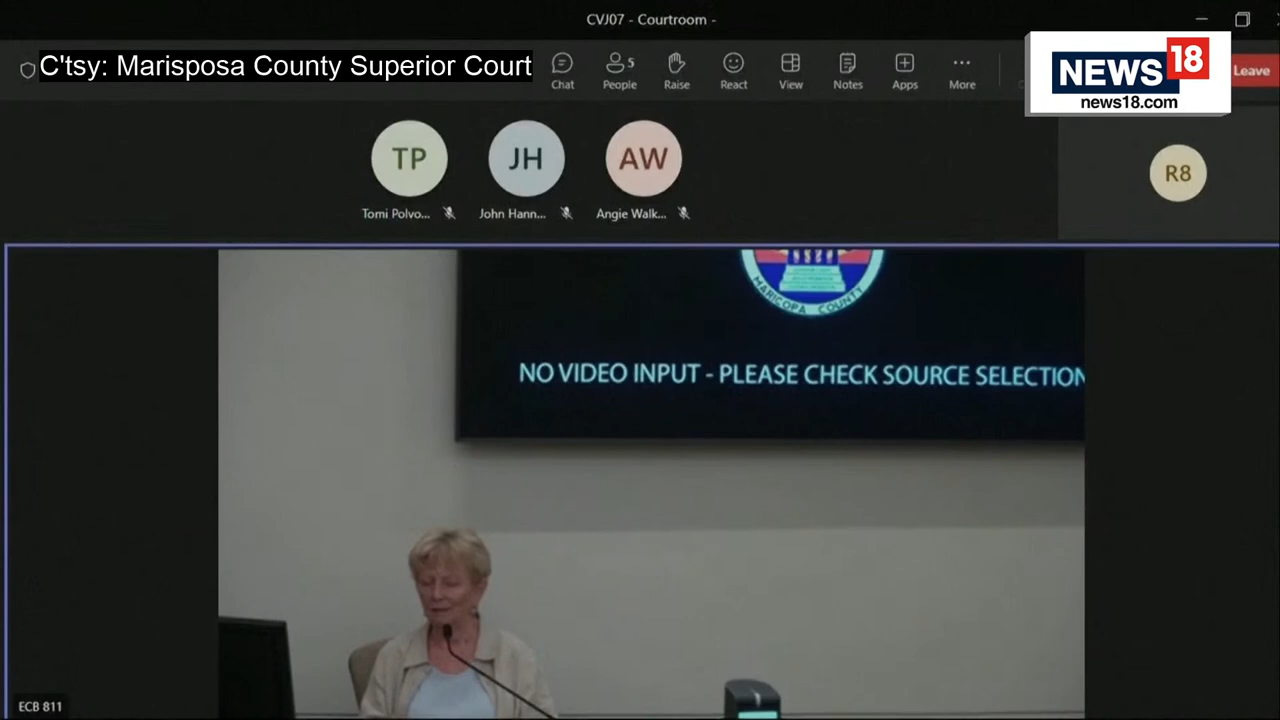 CVJ07 - Courtroom -
C'tsy: Marisposa County Superior Court
5
Chat
People
Raise
React
View
Notes
Apps
More
Leave
NEWS 18
news18.com
TP
JH
AW
R8
Tomi Polvo...
John Hann...
Angie Walk...
MARICOPA COUNTY
NO VIDEO INPUT - PLEASE CHECK SOURCE SELECTION
ECB 811